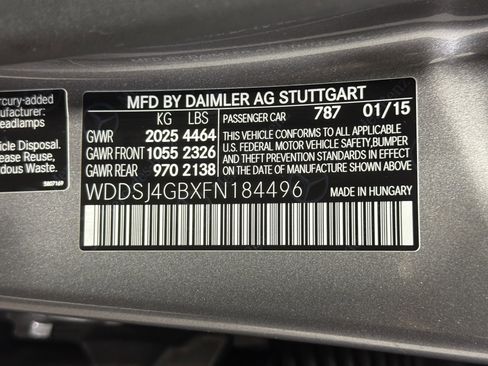 MFD BY DAIMLER AG STUTTGART
KG LBS PASSENGER CAR 787 01/15
GVWR 2025 4464
GAWR FRONT 1055 2326
GAWR REAR 970 2138
THIS VEHICLE CONFORMS TO ALL APPLICABLE
U.S. FEDERAL MOTOR VEHICLE SAFETY,BUMPER
AND THEFT PREVENTION STANDARDS IN EFFECT
ON THE DATE OF MANUFACTURE SHOWN ABOVE
WDDSJ4GBXFN184496 MADE IN HUNGARY
rcury-added
anufacturer:
eadlamps
hicle Disposal.
ease Reuse,
rdous Waste.